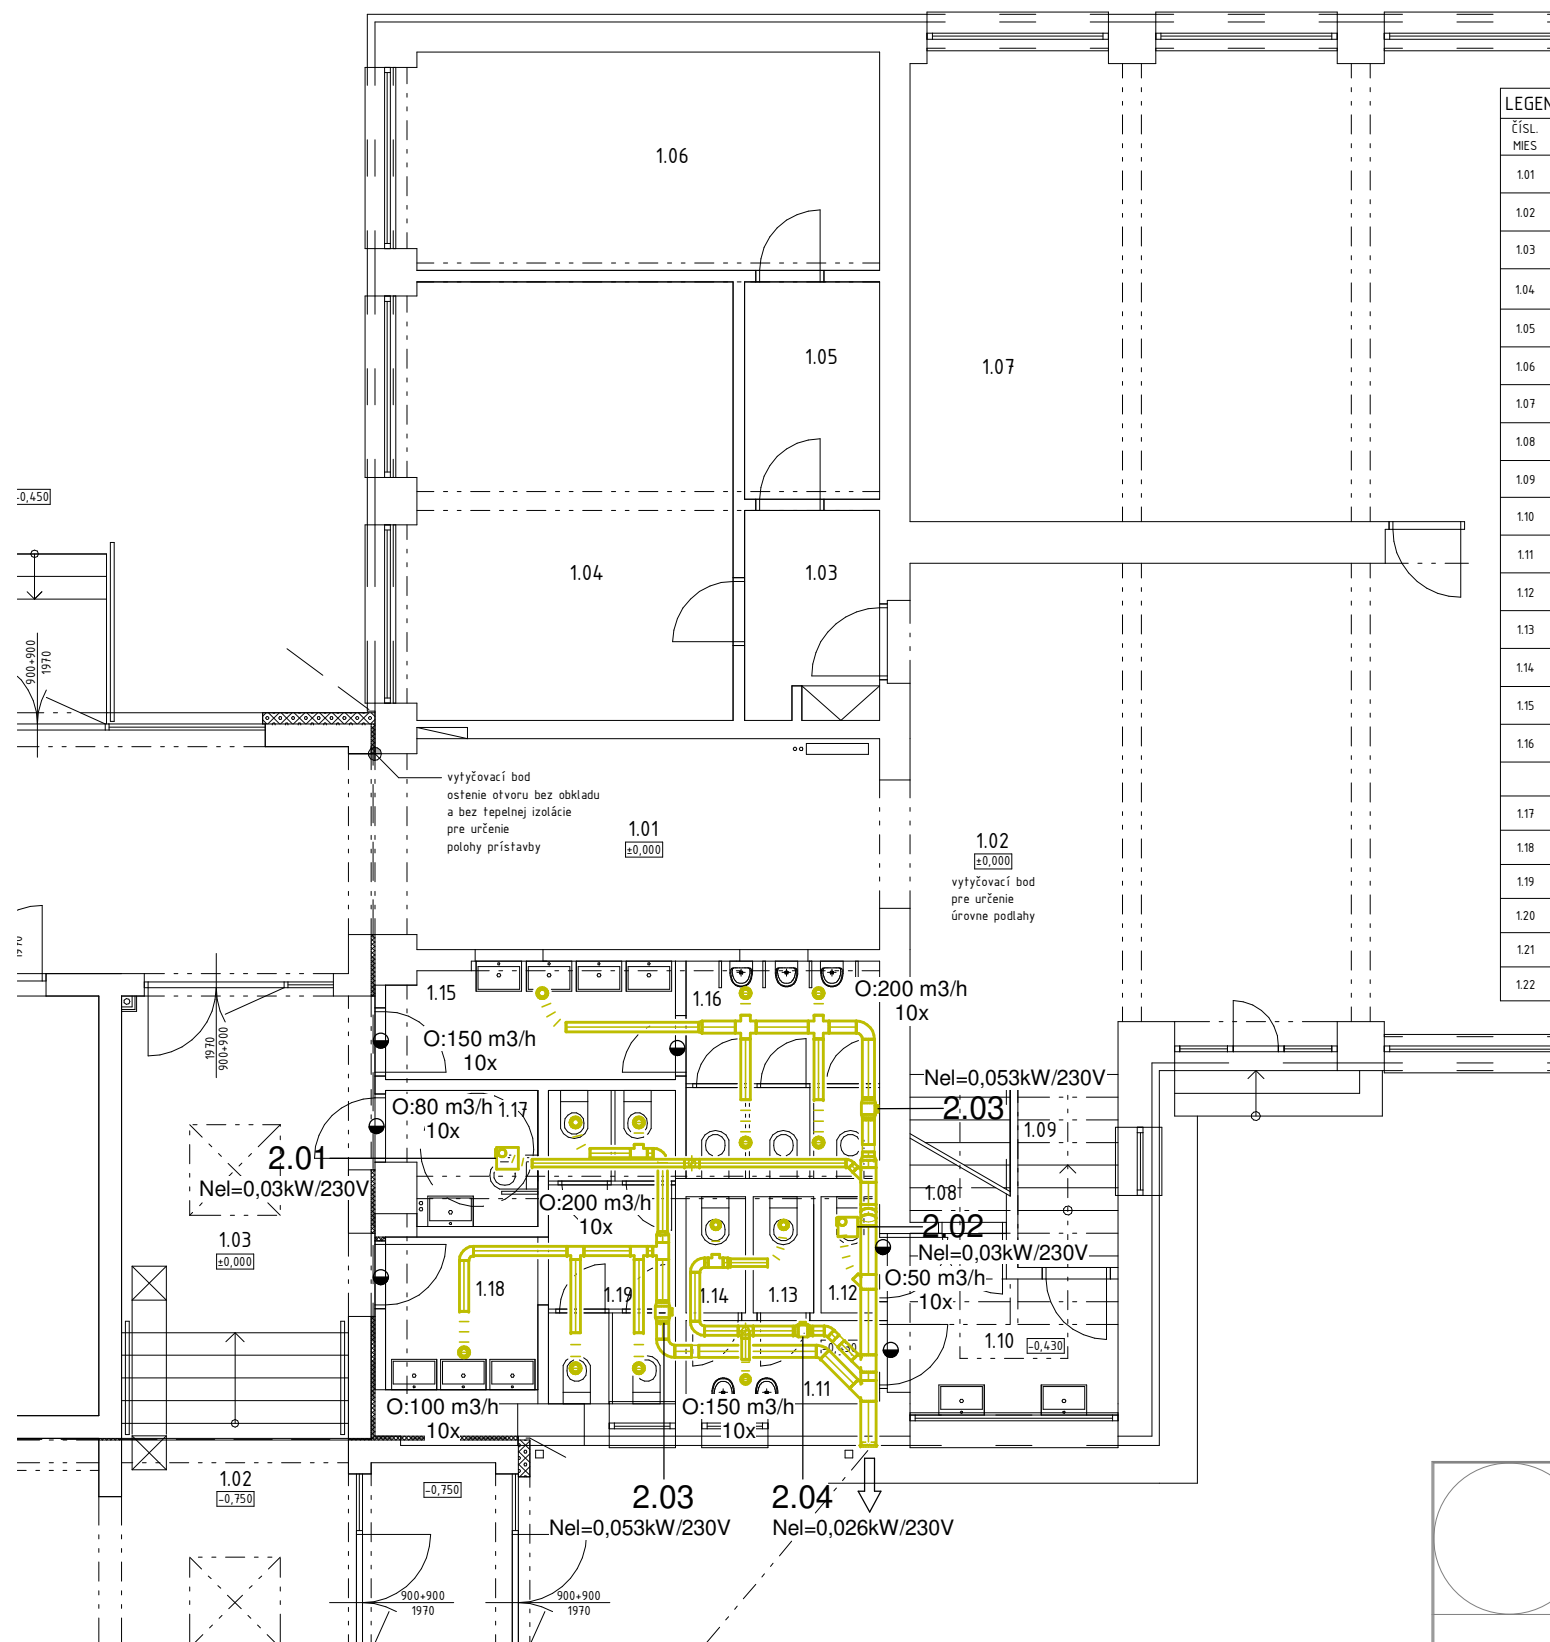 1.06
LEGEN
ČÍSL.
MIES
1.01
1.02
1.03
1.04
1.05
1.06
1.07
1.08
1.09
1.10
1.11
1.12
1.13
1.14
1.15
1.16
1.17
1.18
1.19
1.20
1.21
1.22
1.05
1.07
-0,450
1.04
1.03
900+900
1970
vytyčovací bod
ostenie otvoru bez obkladu
a bez tepelnej izolácie
pre určenie
polohy prístavby
1.01
±0,000
1.02
±0,000
vytyčovací bod
pre určenie
úrovne podlahy
1970
1970
900+900
1.15
1.16
O:200 m3/h
10x
O:150 m3/h
10x
Nel=0,053kW/230V
2.03
O:80 m3/h
10x
1.17
1.09
2.01
Nel=0,03kW/230V
O:200 m3/h
10x
1.08
2.02
Nel=0,03kW/230V
1.03
±0,000
O:50 m3/h
10x
1.18
1.19
1.14
1.13
1.12
1.10
-0,430
1.11
O:100 m3/h
10x
O:150 m3/h
10x
1.02
-0,750
-0,750
2.03
Nel=0,053kW/230V
2.04
Nel=0,026kW/230V
900+900
1970
900+900
1970